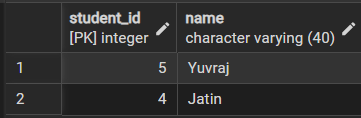 student_id name
[PK] integer character varying (40)
1 5 Yuvraj
2 4 Jatin